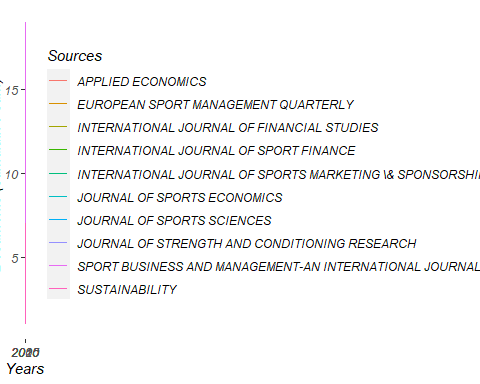 Sources
APPLIED ECONOMICS
EUROPEAN SPORT MANAGEMENT QUARTERLY
INTERNATIONAL JOURNAL OF FINANCIAL STUDIES
INTERNATIONAL JOURNAL OF SPORT FINANCE
INTERNATIONAL JOURNAL OF SPORTS MARKETING \& SPONSORSHI
JOURNAL OF SPORTS ECONOMICS
JOURNAL OF SPORTS SCIENCES
JOURNAL OF STRENGTH AND CONDITIONING RESEARCH
SPORT BUSINESS AND MANAGEMENT-AN INTERNATIONAL JOURNAL
SUSTAINABILITY
15
10
5
Years